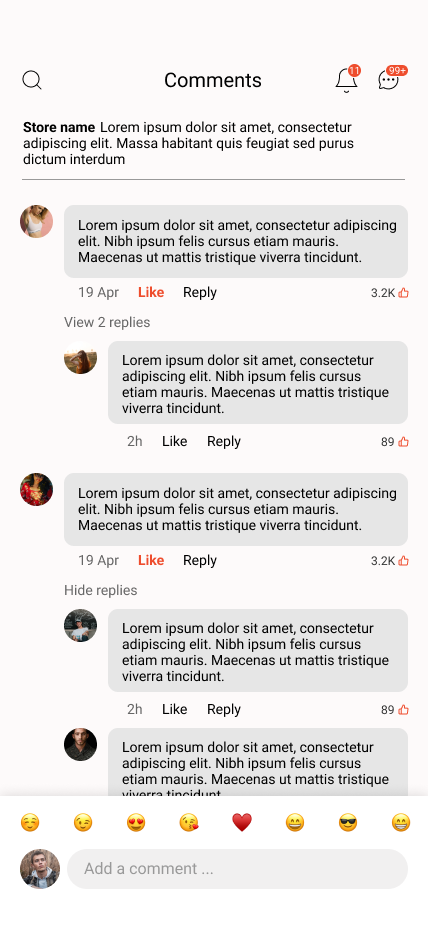 Comments
11
99+
Store name Lorem ipsum dolor sit amet, consectetur
adipiscing elit. Massa habitant quis feugiat sed purus
dictum interdum
Lorem ipsum dolor sit amet, consectetur adipiscing
elit. Nibh ipsum felis cursus etiam mauris.
Maecenas ut mattis tristique viverra tincidunt.
19 Apr Like Reply 3.2K
View 2 replies
Lorem ipsum dolor sit amet, consectetur
adipiscing elit. Nibh ipsum felis cursus
etiam mauris. Maecenas ut mattis tristique
viverra tincidunt.
2h Like Reply 89
Lorem ipsum dolor sit amet, consectetur adipiscing
elit. Nibh ipsum felis cursus etiam mauris.
Maecenas ut mattis tristique viverra tincidunt.
19 Apr Like Reply 3.2K
Hide replies
Lorem ipsum dolor sit amet, consectetur
adipiscing elit. Nibh ipsum felis cursus
etiam mauris. Maecenas ut mattis tristique
viverra tincidunt.
2h Like Reply 89
Lorem ipsum dolor sit amet, consectetur
adipiscing elit. Nibh ipsum felis cursus
etiam mauris. Maecenas ut mattis tristique
viverra tincidunt.
Add a comment ...